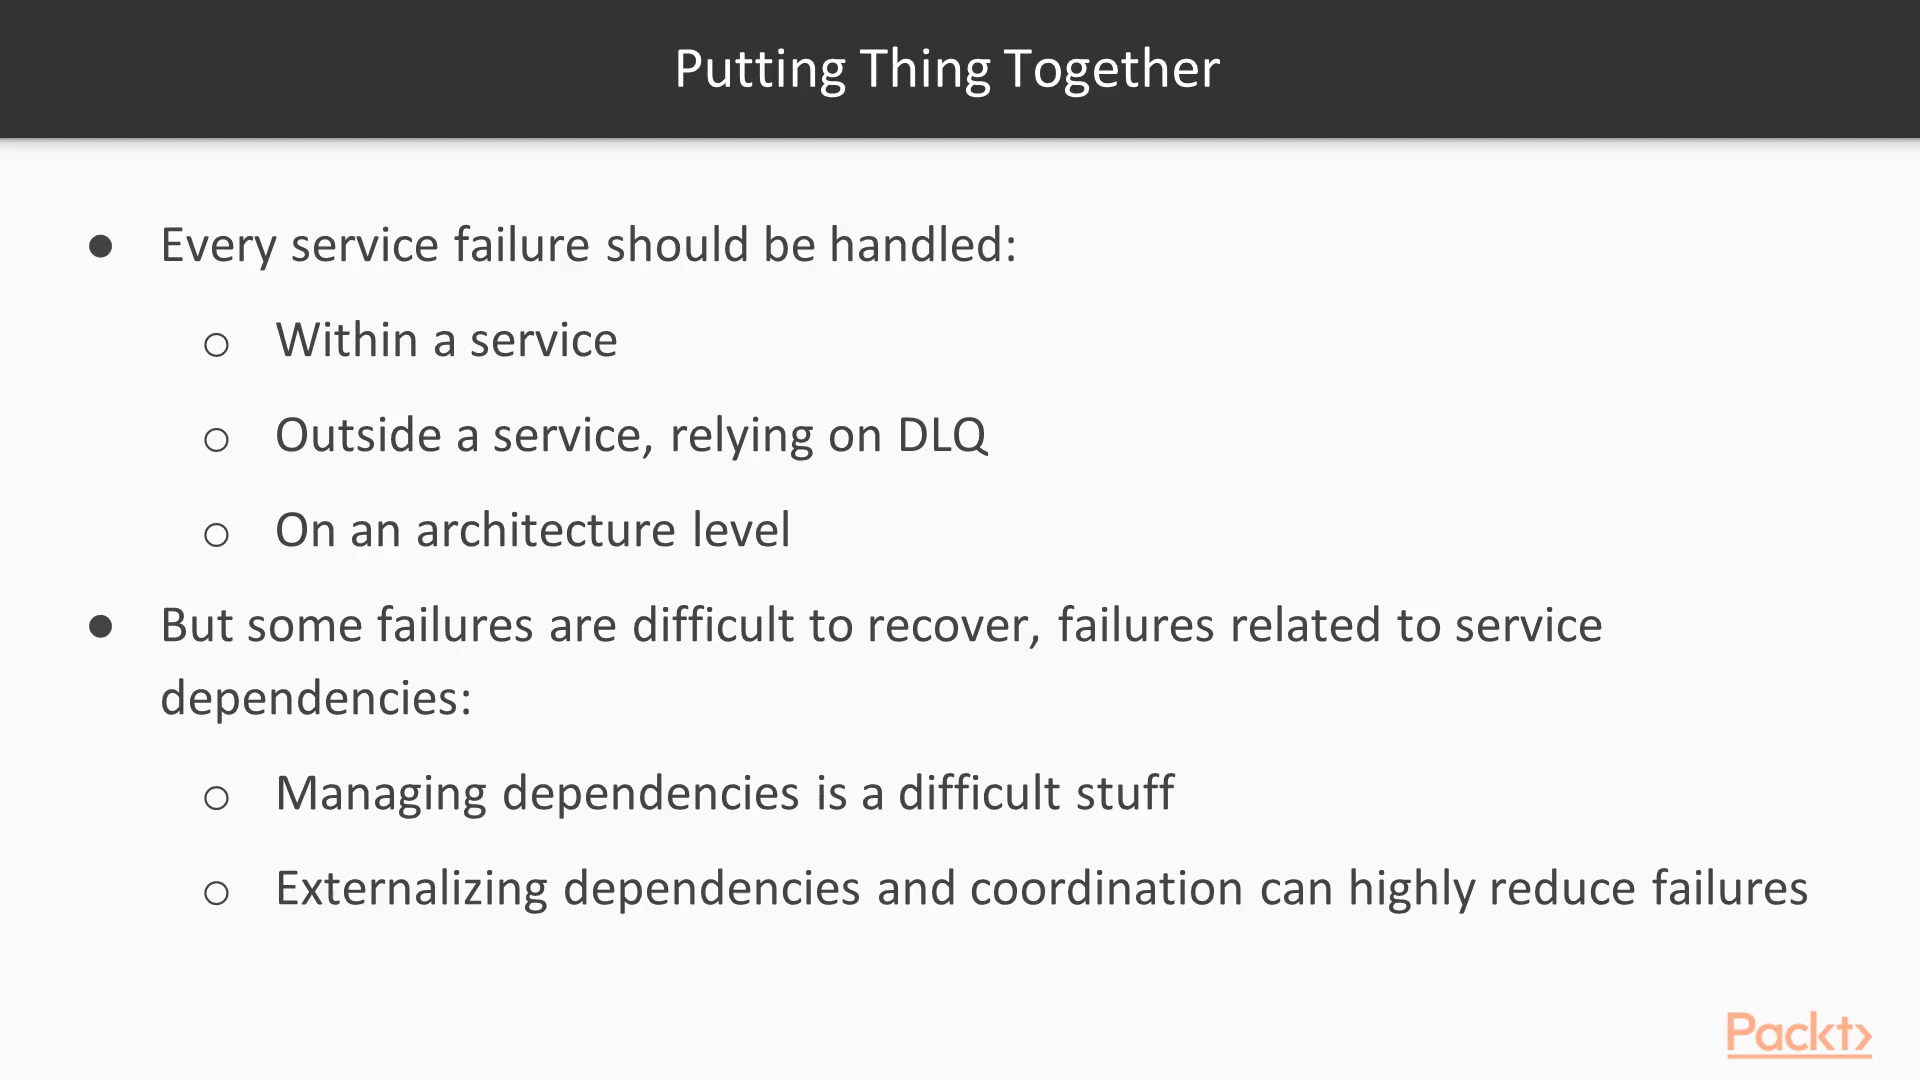 Putting Thing Together
● Every service failure should be handled:
○ Within a service
○ Outside a service, relying on DLQ
○ On an architecture level
● But some failures are difficult to recover, failures related to service
dependencies:
○ Managing dependencies is a difficult stuff
○ Externalizing dependencies and coordination can highly reduce failures
Packt>